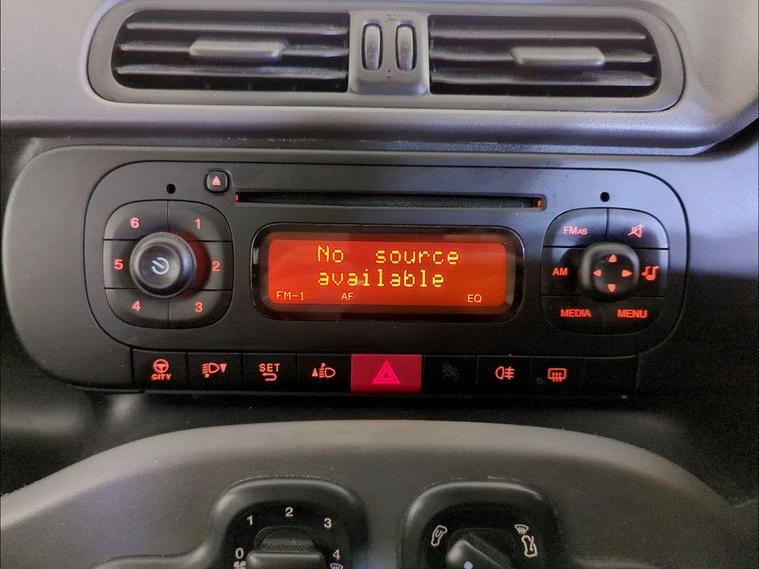 6 1
FMAS
5 2
No source
available
AM
FM-1 AF EQ
4 3
MEDIA MENU
CITY
SET
1 2 3
0 4